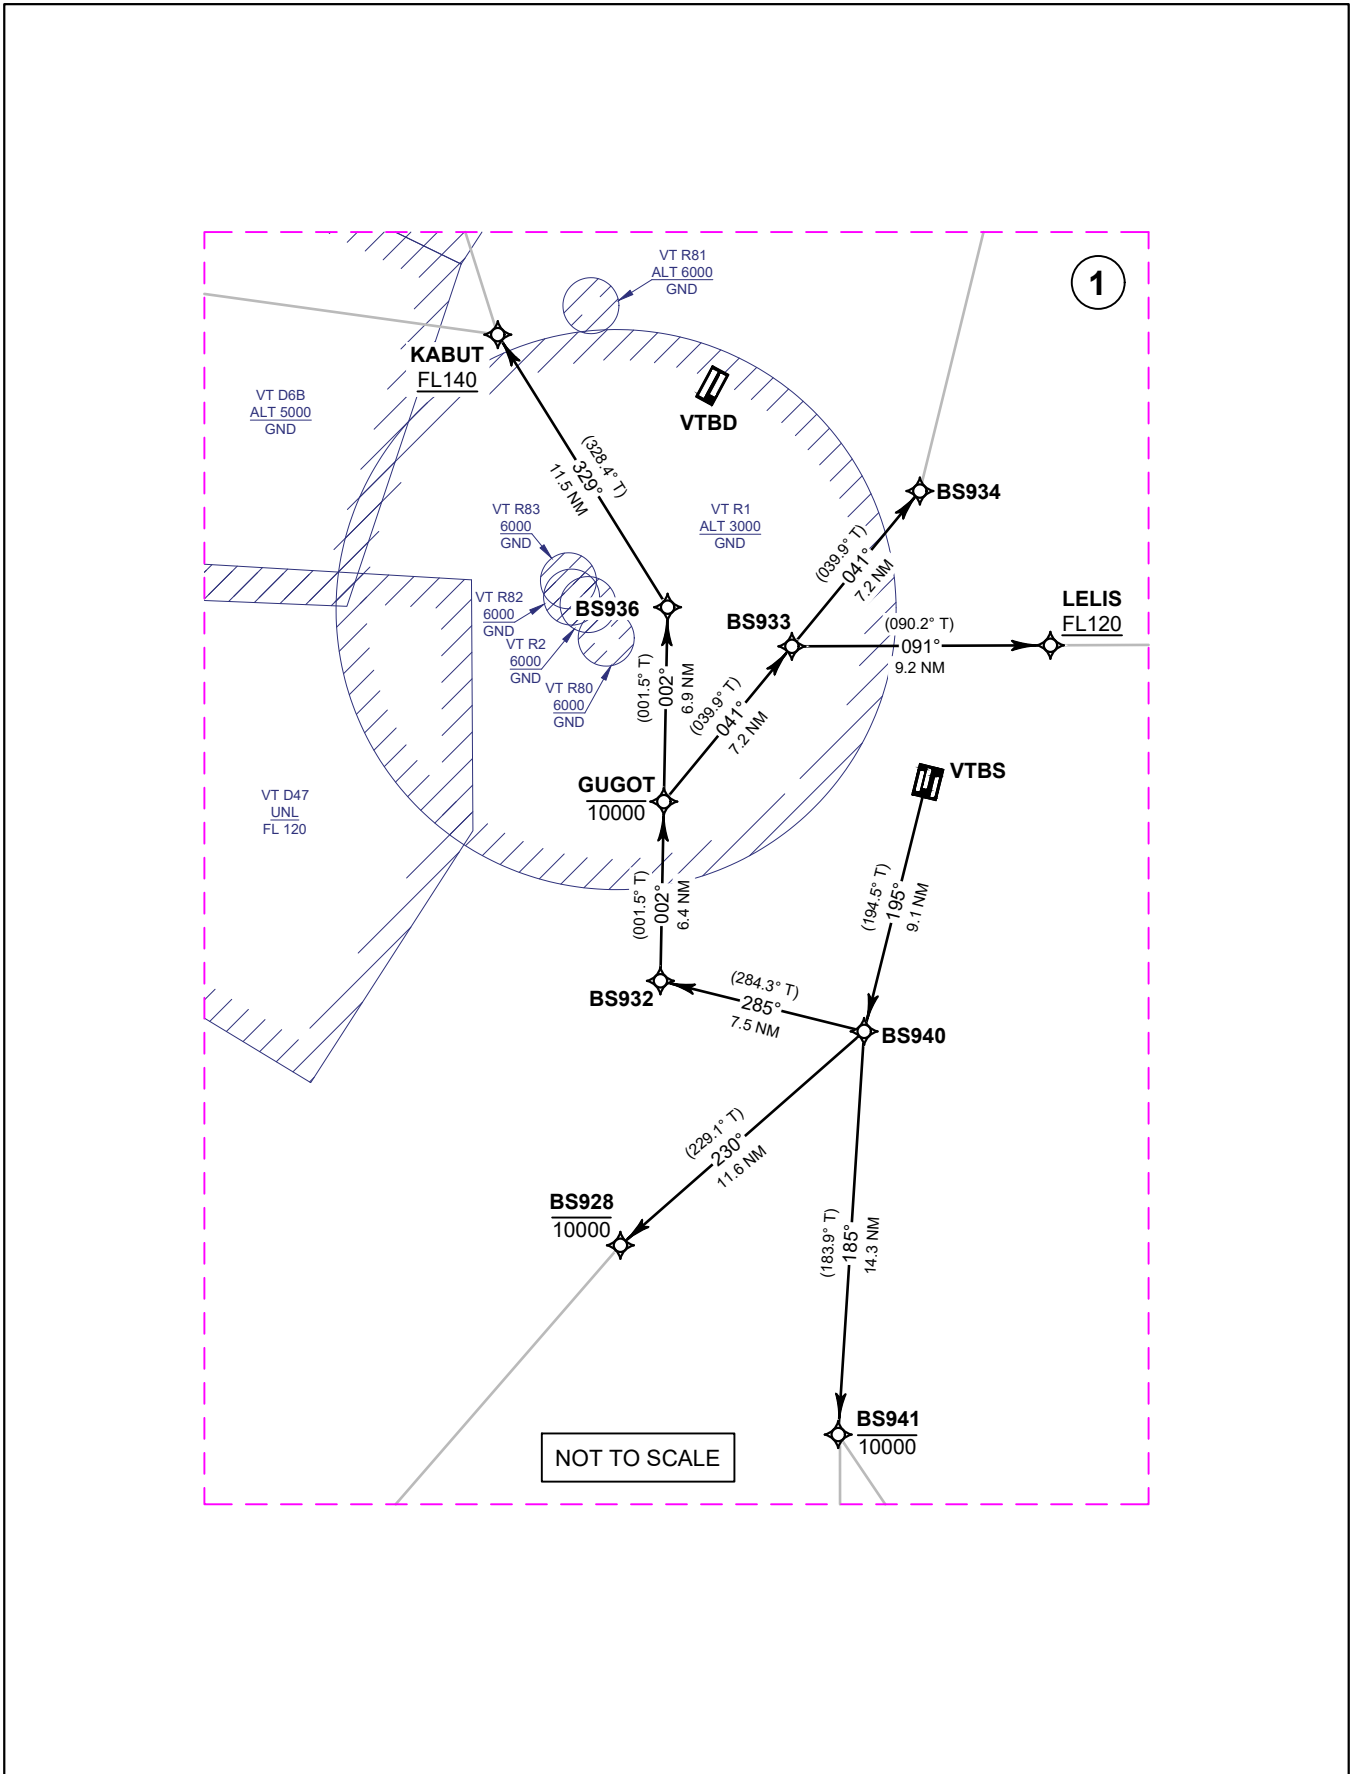 VT R81
ALT 6000
GND
1
KABUT
FL140
VTBD
VT D6B
ALT 5000
GND
(328.4° T)
329°
11.5 NM
VT R83
6000
GND
VT R1
ALT 3000
GND
BS934
(039.9° T)
041°
7.2 NM
VT R82
6000
GND
BS936
BS933
LELIS
FL120
(090.2° T)
091°
9.2 NM
VT R2
6000
GND
VT R80
6000
GND
(001.5° T)
002°
6.9 NM
(039.9° T)
041°
7.2 NM
GUGOT
10000
VTBS
VT D47
UNL
FL 120
(001.5° T)
002°
6.4 NM
(194.5° T)
195°
9.1 NM
BS932
(284.3° T)
285°
7.5 NM
BS940
(229.1° T)
230°
11.6 NM
BS928
10000
(183.9° T)
185°
14.3 NM
BS941
10000
NOT TO SCALE